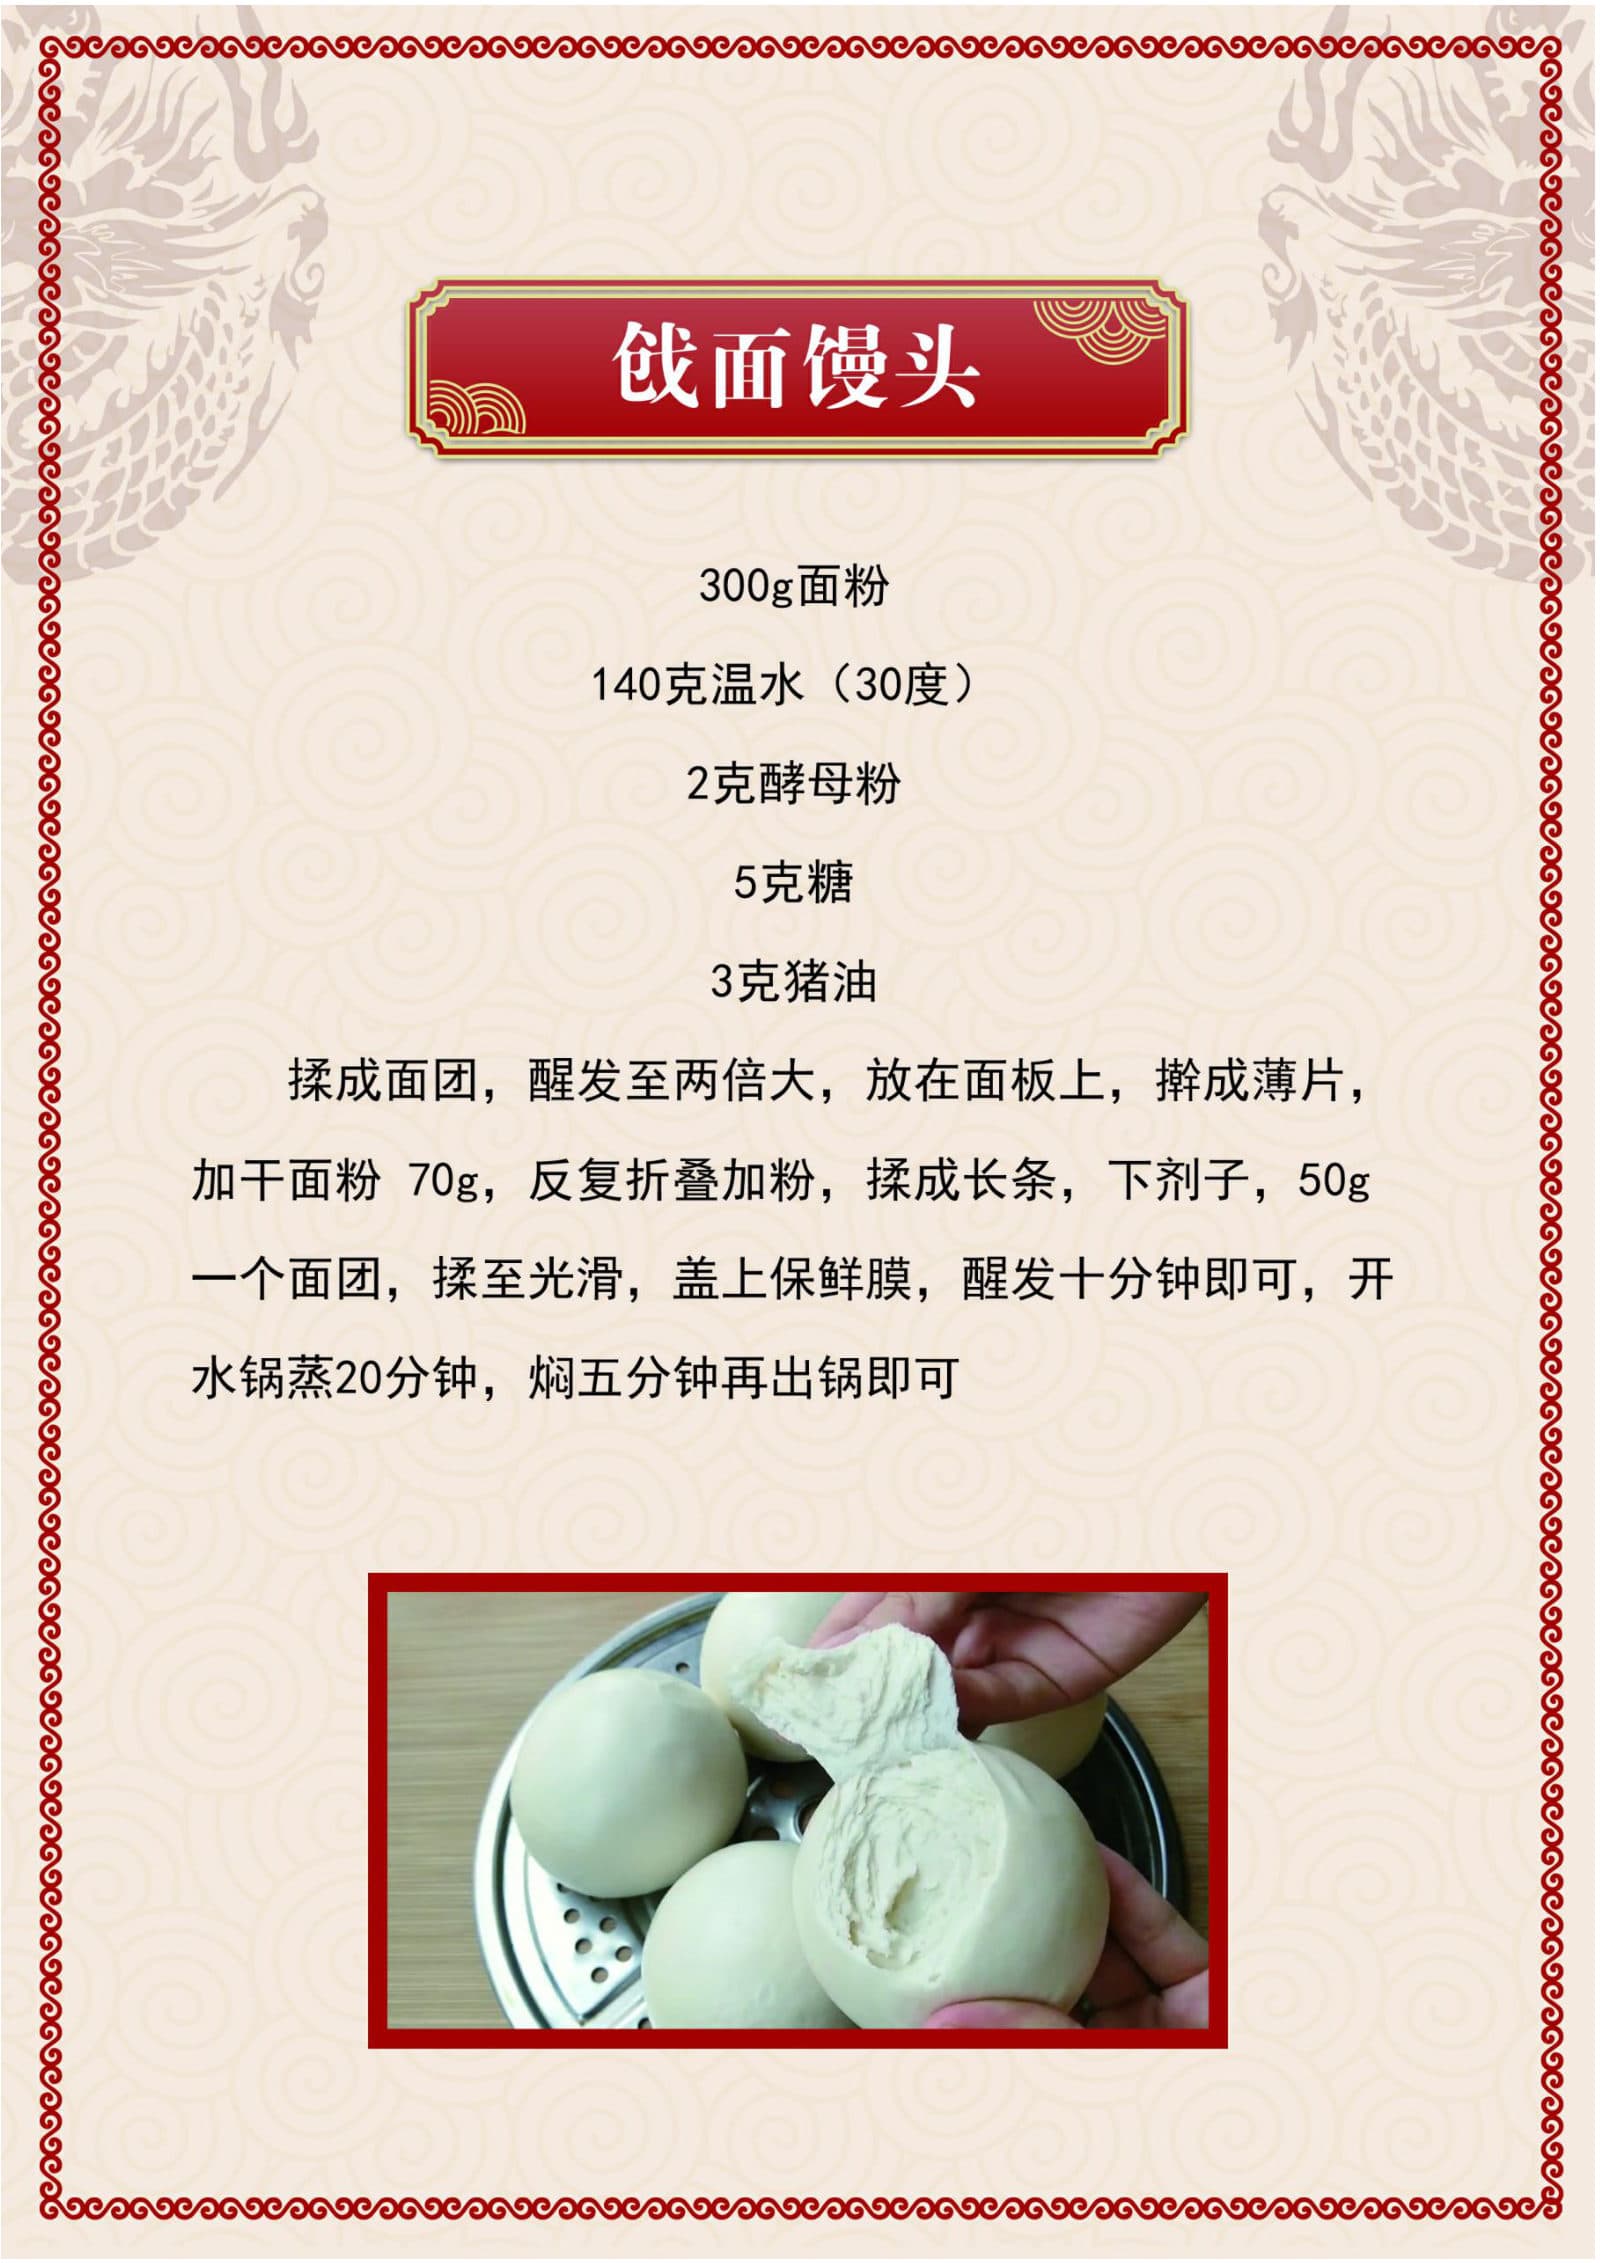 戗面馒头
300g面粉
140克温水（30度）
2克酵母粉
5克糖
3克猪油
揉成面团，醒发至两倍大，放在面板上，擀成薄片，
加干面粉 70g，反复折叠加粉，揉成长条，下剂子，50g
一个面团，揉至光滑，盖上保鲜膜，醒发十分钟即可，开
水锅蒸20分钟，焖五分钟再出锅即可